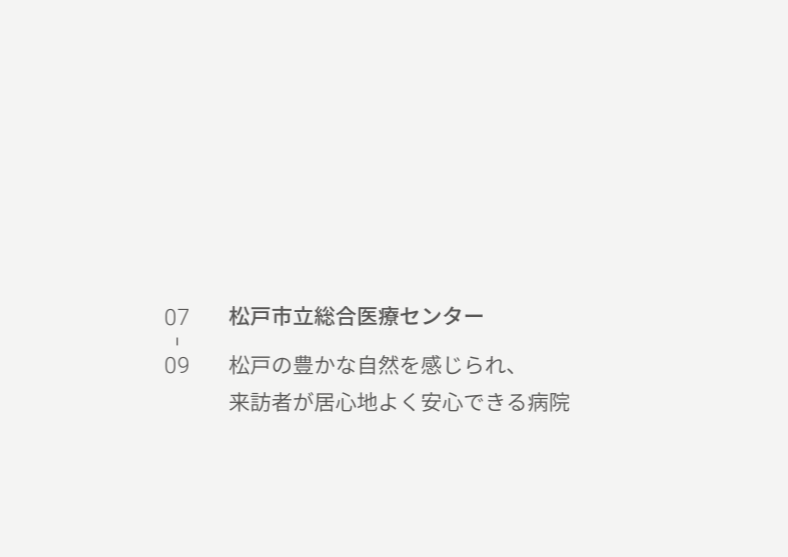 07
09
松戸市立総合医療センター
松戸の豊かな自然を感じられ、
来訪者が居心地よく安心できる病院